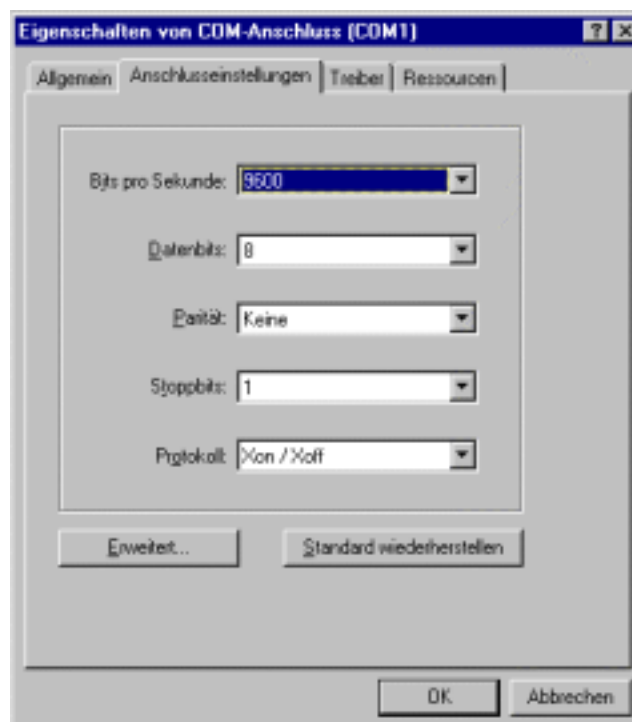 Eigenschaften von COM-Anschluss (COM1)
Allgemein Anschlusseinstellungen Treiber Ressourcen
Bits pro Sekunde: 9600
Datenbits: 8
Parität: Keine
Stoppbits: 1
Protokoll: Xon / Xoff
Erweitert... Standard wiederherstellen
OK Abbrechen